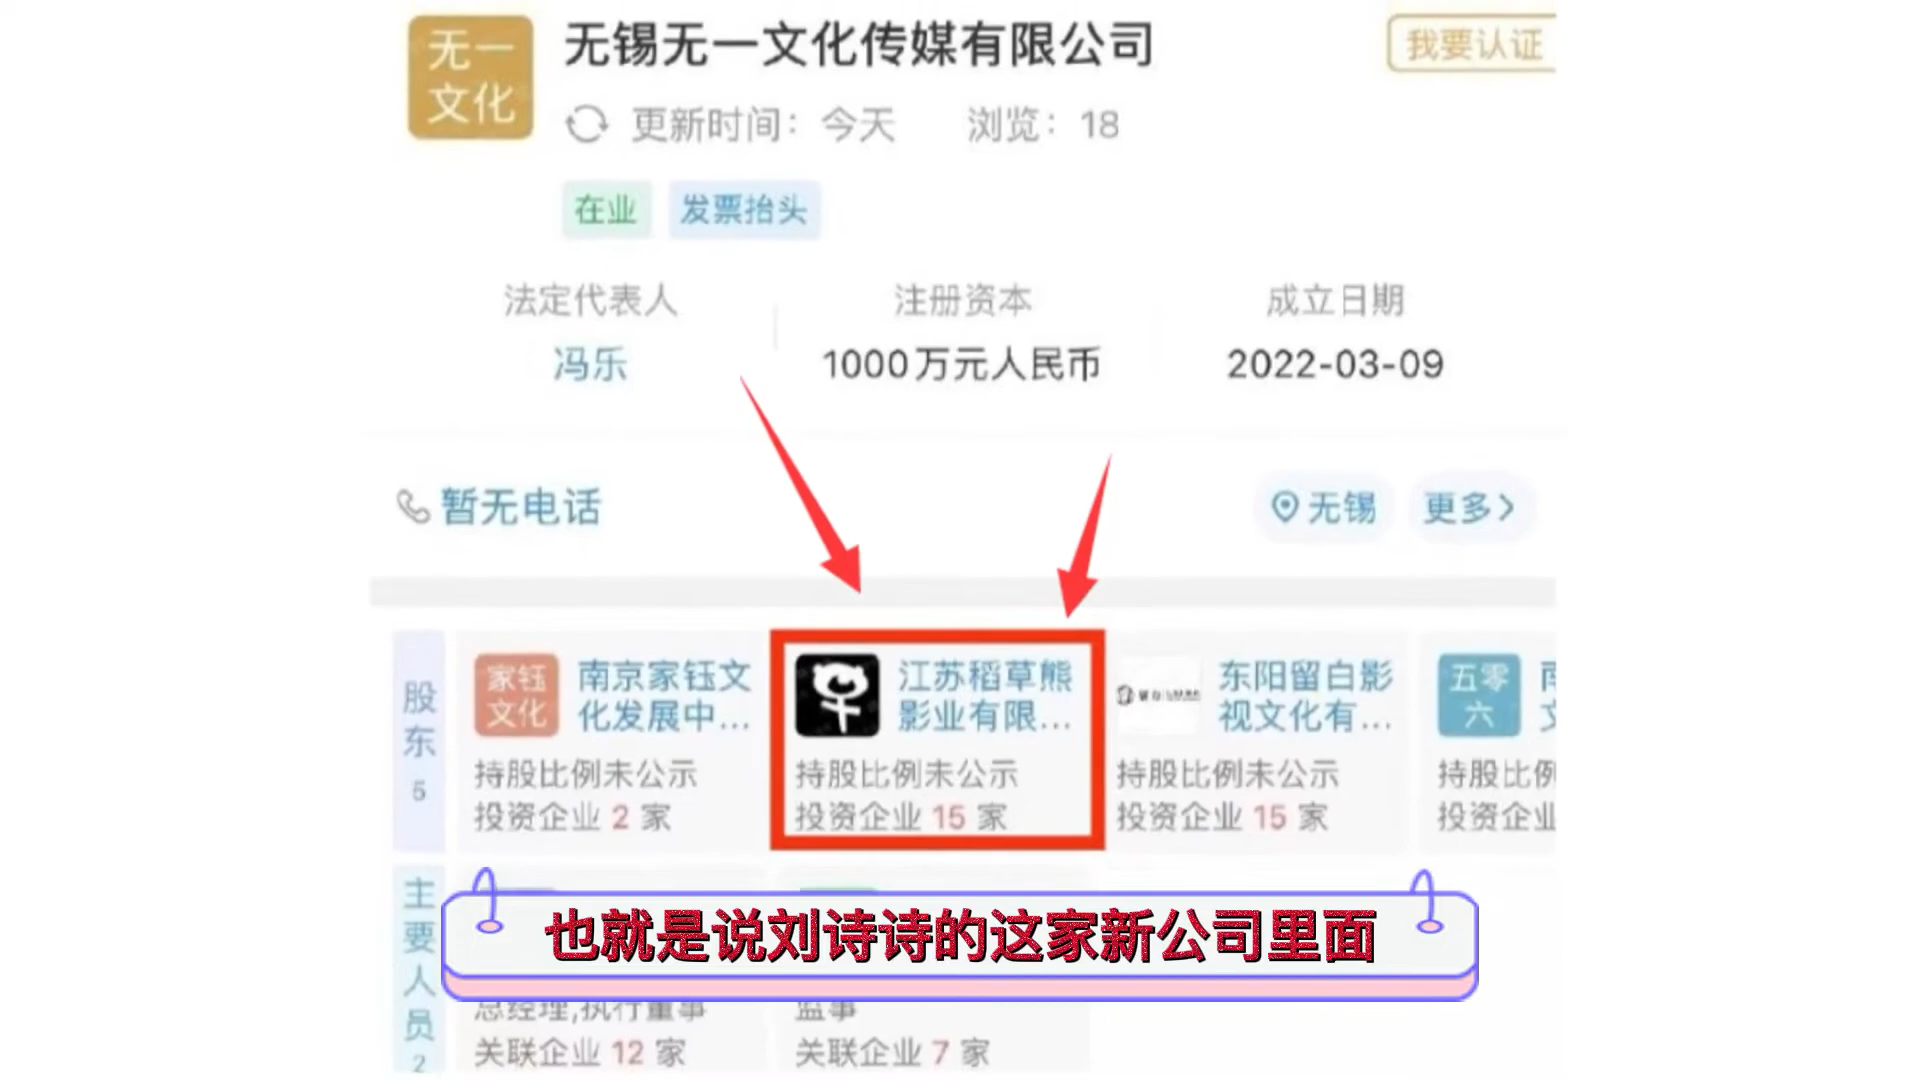 无一
文化
无锡无一文化传媒有限公司
我要认证
更新时间：今天 浏览：18
在业 发票抬头
法定代表人 注册资本 成立日期
冯乐 1000万元人民币 2022-03-09
暂无电话 无锡 更多
股东
5
家钰
文化
南京家钰文
化发展中...
持股比例未公示
投资企业 2 家
江苏稻草熊
影业有限...
持股比例未公示
投资企业 15 家
东阳留白影
视文化有...
持股比例未公示
投资企业 15 家
五零
六
持股比例
投资企业
主要人员
2
也就是说刘诗诗的这家新公司里面
总经理,执行董事
关联企业 12 家
监事
关联企业 7 家